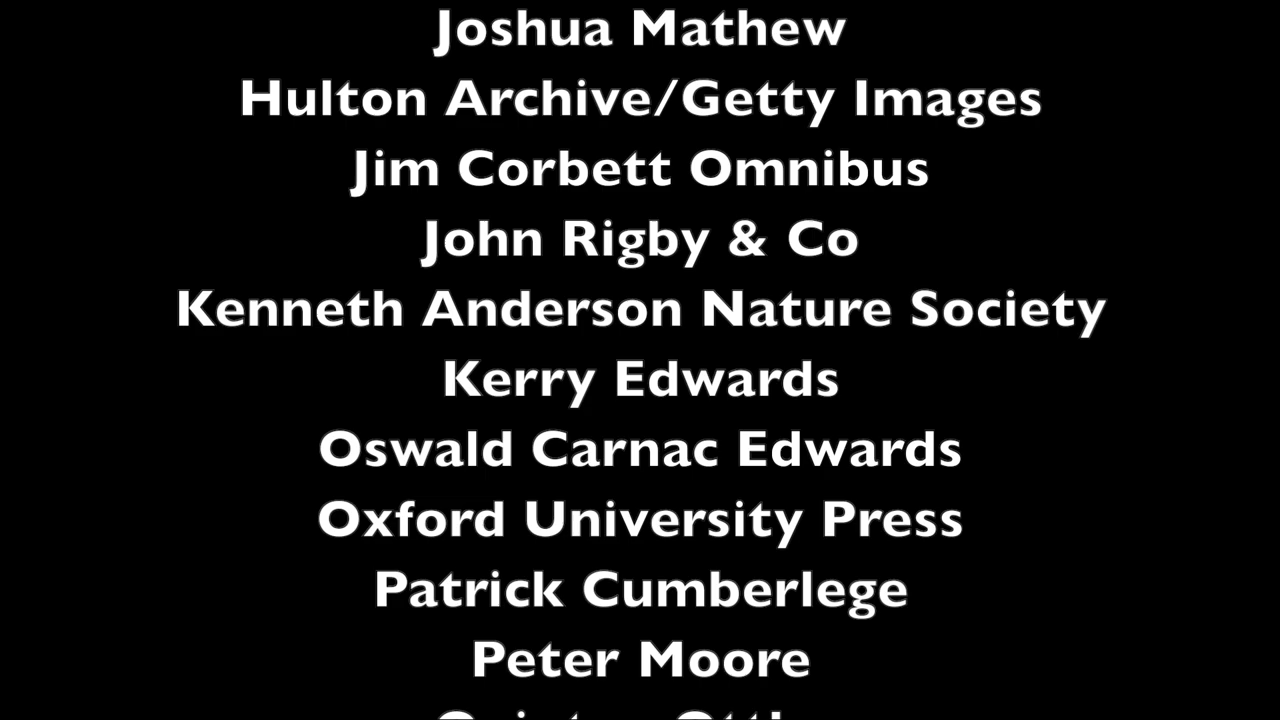 Joshua Mathew
Hulton Archive/Getty Images
Jim Corbett Omnibus
John Rigby & Co
Kenneth Anderson Nature Society
Kerry Edwards
Oswald Carnac Edwards
Oxford University Press
Patrick Cumberlege
Peter Moore